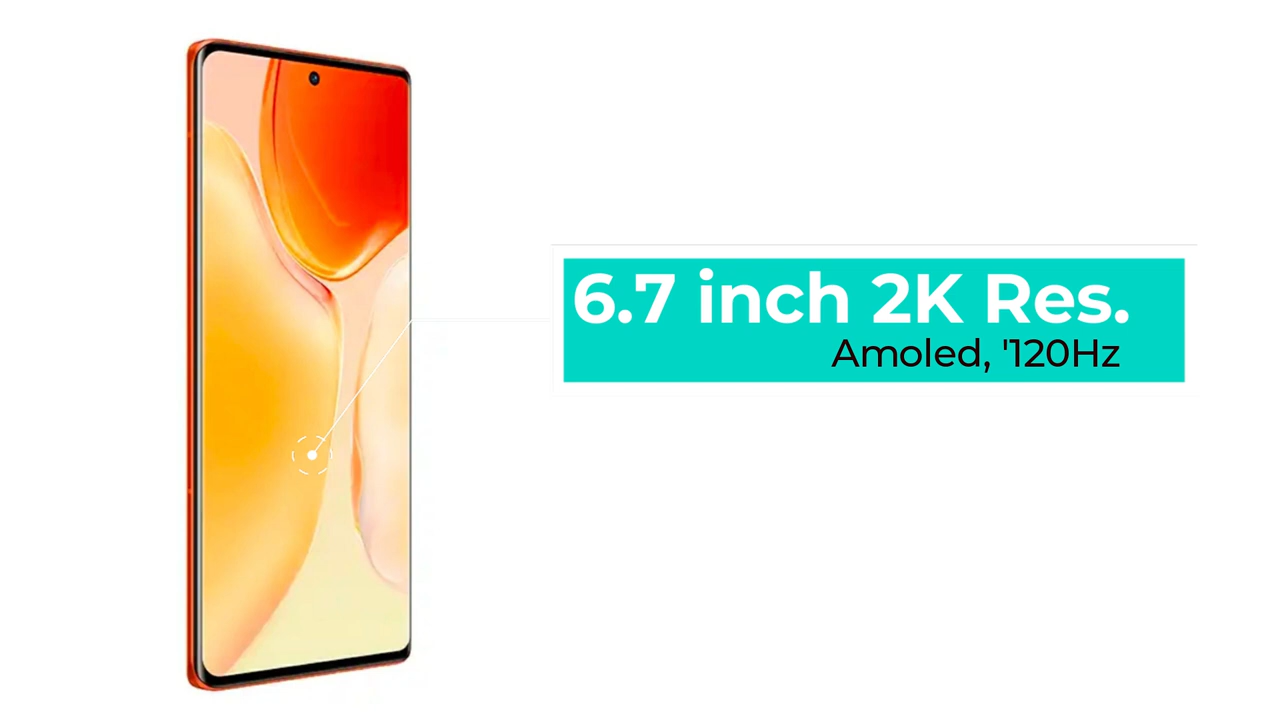 6.7 inch 2K Res.
Amoled, '120Hz